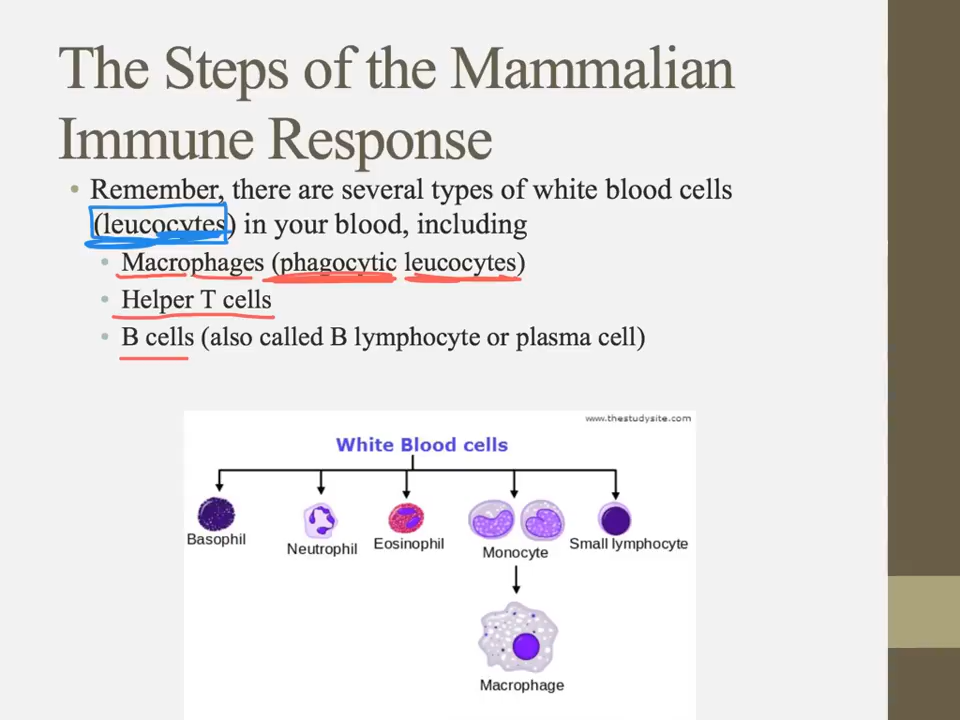 The Steps of the Mammalian
Immune Response
• Remember, there are several types of white blood cells
(leucocytes) in your blood, including
• Macrophages (phagocytic leucocytes)
• Helper T cells
• B cells (also called B lymphocyte or plasma cell)
www.thestudysite.com
White Blood cells
Basophil
Neutrophil
Eosinophil
Monocyte
Small lymphocyte
Macrophage